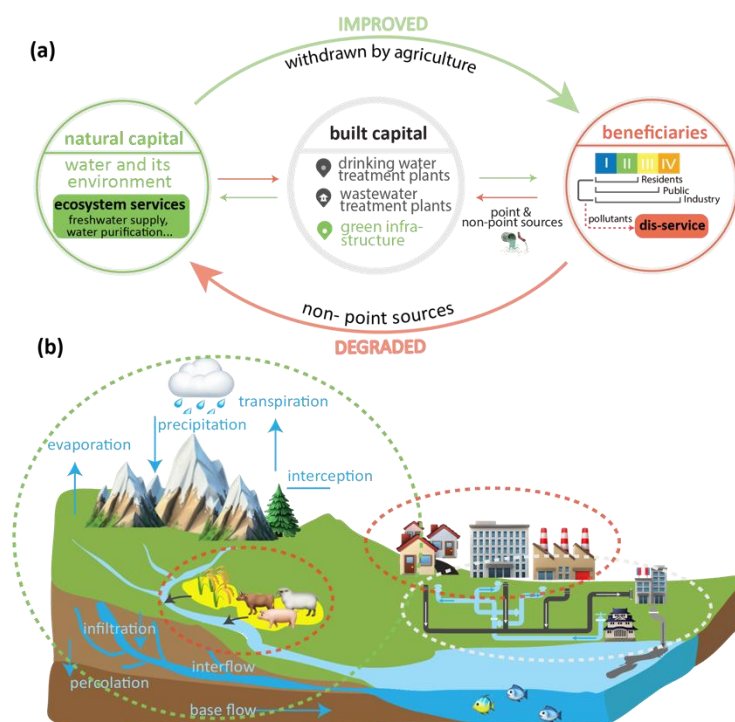 IMPROVED
(a)
withdrawn by agriculture
natural capital
water and its
environment
ecosystem services
freshwater supply,
water purification...
built capital
drinking water
treatment plants
wastewater
treatment plants
green infra-
structure
point &
non-point sources
beneficiaries
I II III IV
Residents
Public
Industry
pollutants
dis-service
non- point sources
DEGRADED
(b)
transpiration
precipitation
evaporation
interception
infiltration
interflow
percolation
base flow